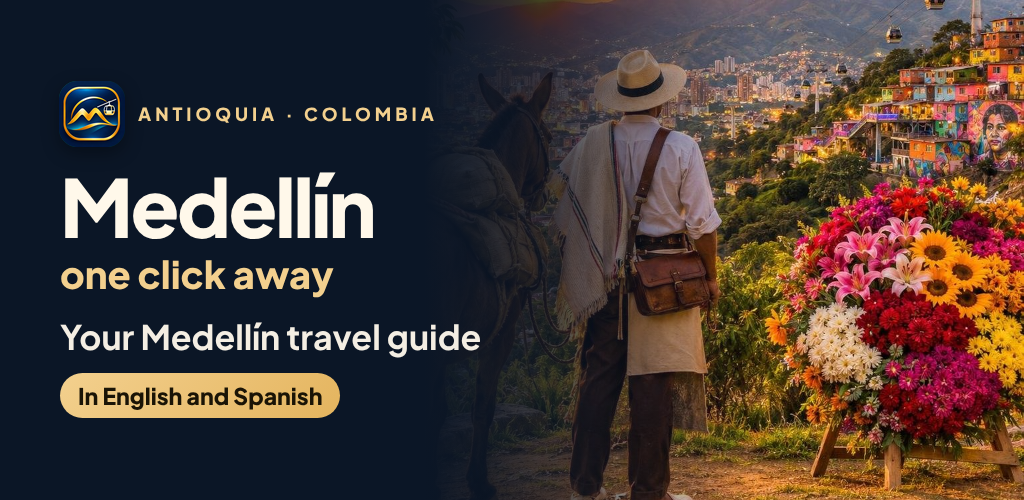 ANTIOQUIA · COLOMBIA
Medellín
one click away
Your Medellín travel guide
In English and Spanish